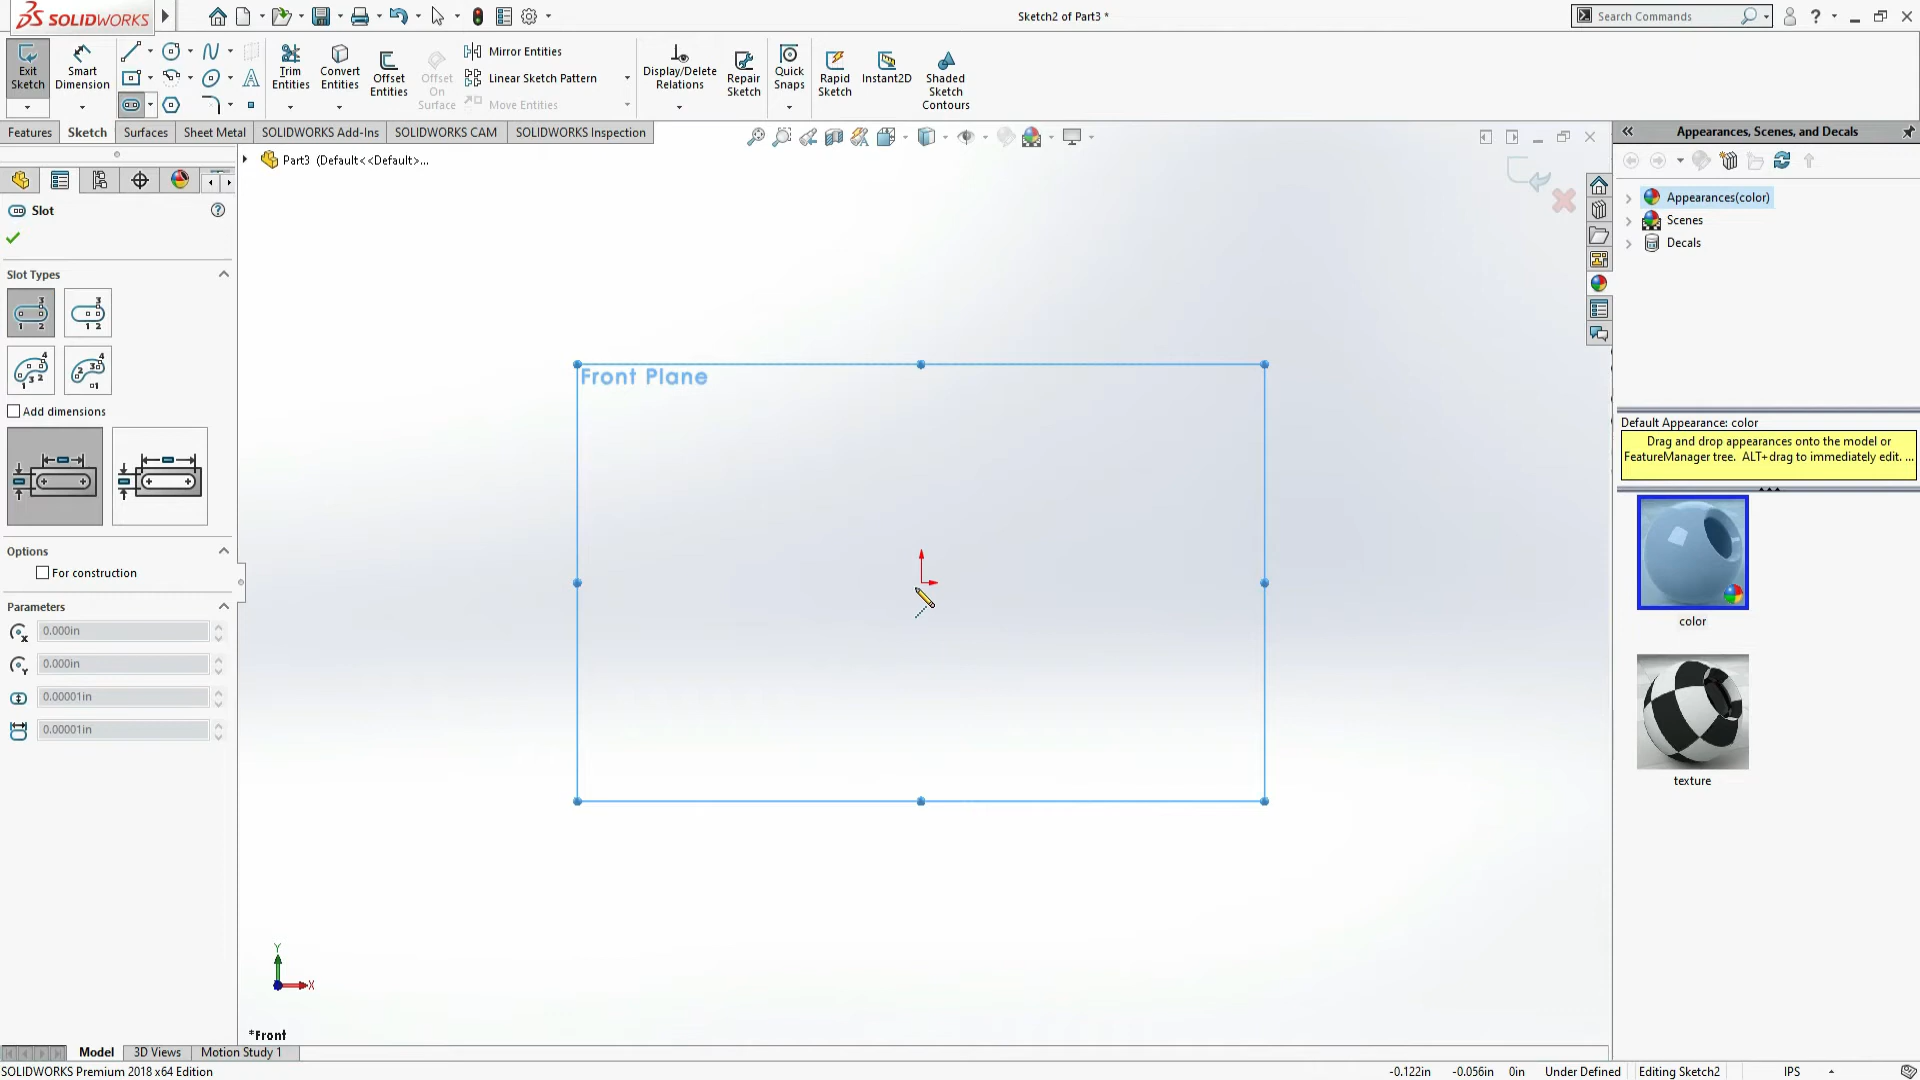 SOLIDWORKS
Sketch2 of Part3 *
Search Commands
Exit Sketch
Smart Dimension
Trim Entities
Convert Entities
Offset Entities
Offset On Surface
Mirror Entities
Linear Sketch Pattern
Move Entities
Display/Delete Relations
Repair Sketch
Quick Snaps
Rapid Sketch
Instant2D
Shaded Sketch Contours
Features
Sketch
Surfaces
Sheet Metal
SOLIDWORKS Add-Ins
SOLIDWORKS CAM
SOLIDWORKS Inspection
Appearances, Scenes, and Decals
Part3 (Default<<Default>...
Slot
Slot Types
Add dimensions
Options
For construction
Parameters
0.000in
0.000in
0.00001in
0.00001in
Front Plane
Y
X
*Front
Appearances(color)
Scenes
Decals
Default Appearance: color
Drag and drop appearances onto the model or
FeatureManager tree. ALT+drag to immediately edit. ...
color
texture
Model
3D Views
Motion Study 1
SOLIDWORKS Premium 2018 x64 Edition
-0.122in
-0.056in
0in
Under Defined
Editing Sketch2
IPS